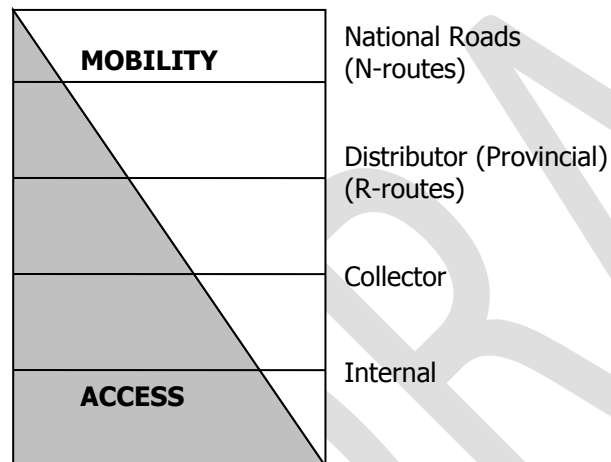 MOBILITY
National Roads
(N-routes)
Distributor (Provincial)
(R-routes)
Collector
Internal
ACCESS